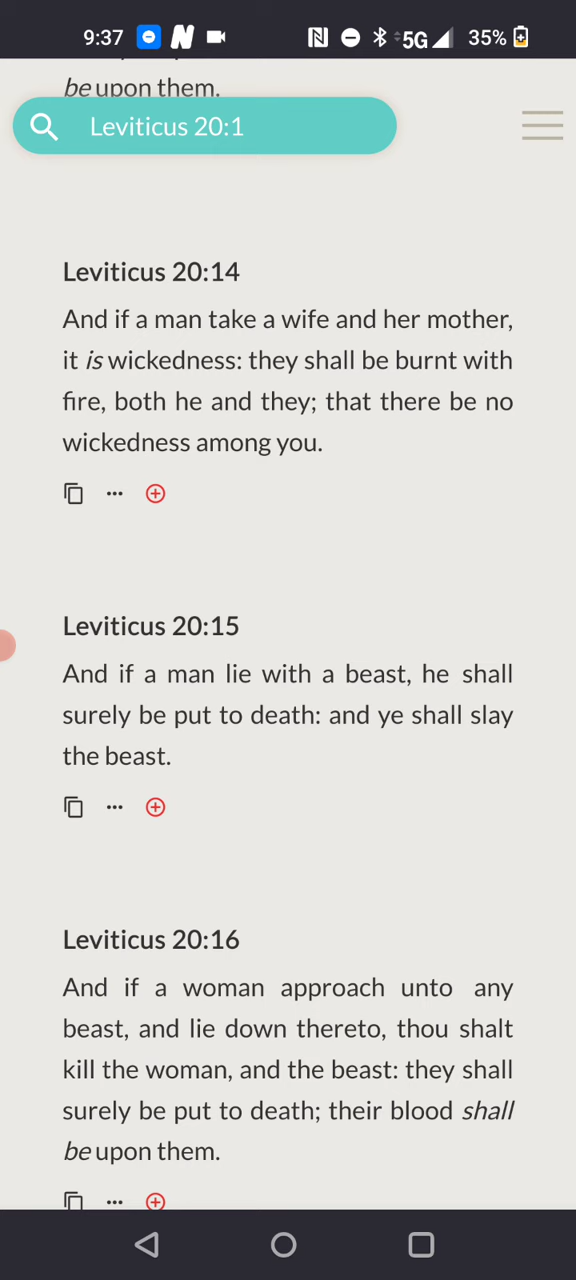 9:37 5G 35%
be upon them.
Leviticus 20:1
Leviticus 20:14
And if a man take a wife and her mother,
it is wickedness: they shall be burnt with
fire, both he and they; that there be no
wickedness among you.
Leviticus 20:15
And if a man lie with a beast, he shall
surely be put to death: and ye shall slay
the beast.
Leviticus 20:16
And if a woman approach unto any
beast, and lie down thereto, thou shalt
kill the woman, and the beast: they shall
surely be put to death; their blood shall
be upon them.